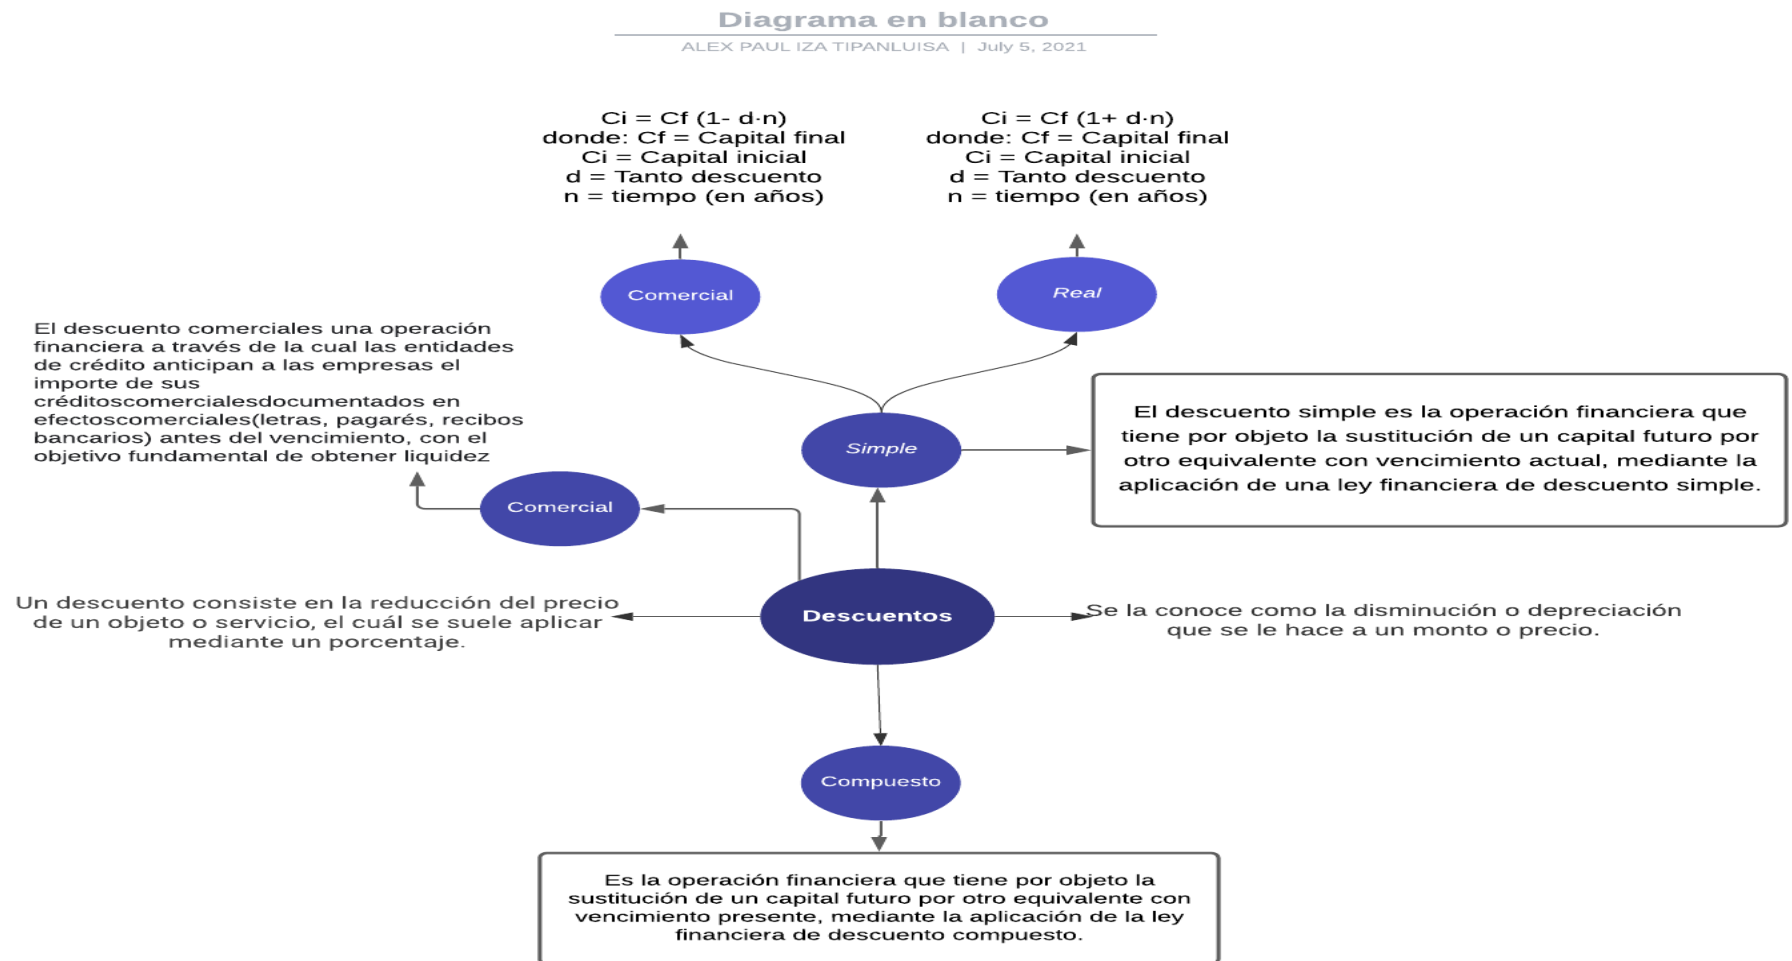 Diagrama en blanco
ALEX PAUL IZA TIPANLUISA | July 5, 2021
Ci = Cf (1- d·n)
donde: Cf = Capital final
Ci = Capital inicial
d = Tanto descuento
n = tiempo (en años)
Ci = Cf (1+ d·n)
donde: Cf = Capital final
Ci = Capital inicial
d = Tanto descuento
n = tiempo (en años)
Comercial
Real
El descuento comerciales una operación
financiera a través de la cual las entidades
de crédito anticipan a las empresas el
importe de sus
créditoscomercialesdocumentados en
efectoscomerciales(letras, pagarés, recibos
bancarios) antes del vencimiento, con el
objetivo fundamental de obtener liquidez
Simple
El descuento simple es la operación financiera que
tiene por objeto la sustitución de un capital futuro por
otro equivalente con vencimiento actual, mediante la
aplicación de una ley financiera de descuento simple.
Comercial
Un descuento consiste en la reducción del precio
de un objeto o servicio, el cuál se suele aplicar
mediante un porcentaje.
Descuentos
Se la conoce como la disminución o depreciación
que se le hace a un monto o precio.
Compuesto
Es la operación financiera que tiene por objeto la
sustitución de un capital futuro por otro equivalente con
vencimiento presente, mediante la aplicación de la ley
financiera de descuento compuesto.